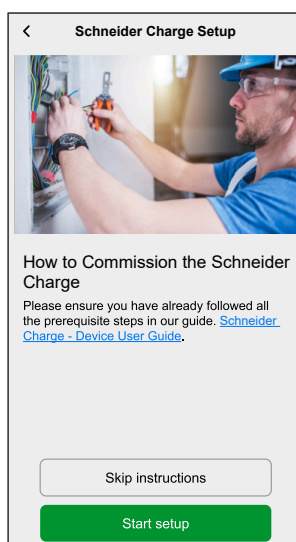 Schneider Charge Setup
How to Commission the Schneider
Charge
Please ensure you have already followed all
the prerequisite steps in our guide. Schneider
Charge - Device User Guide.
Skip instructions
Start setup